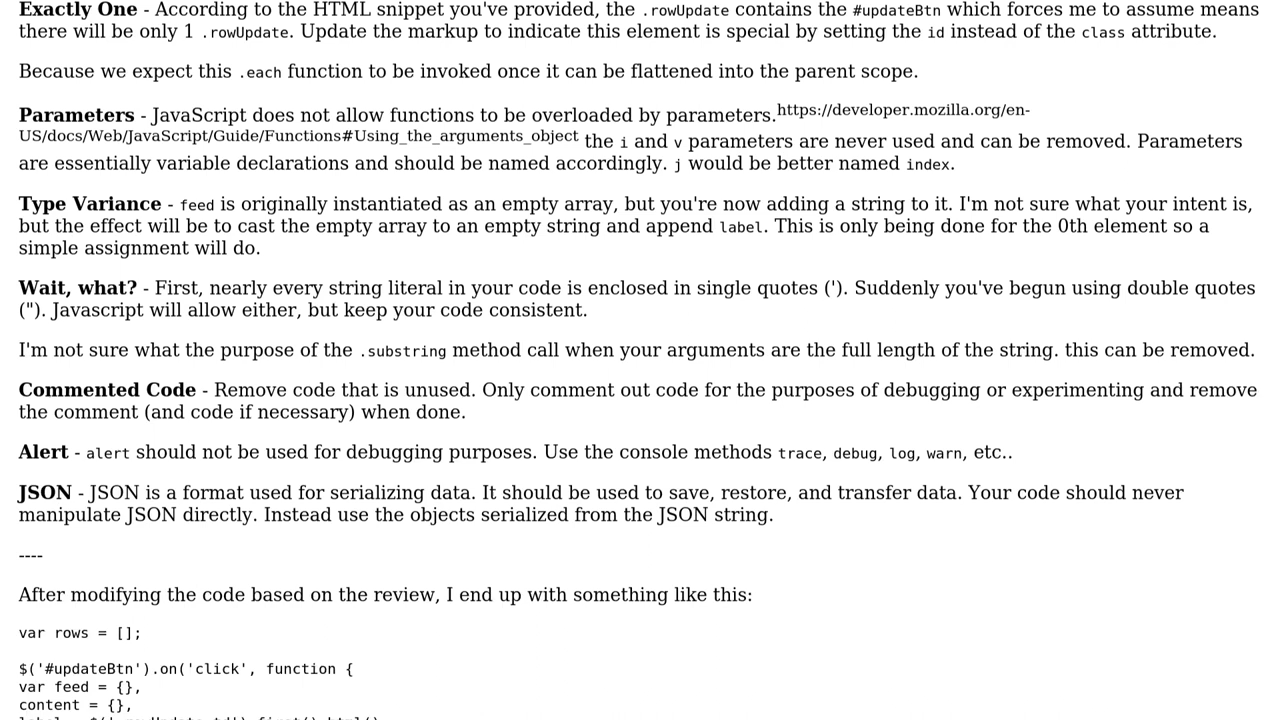 Exactly One - According to the HTML snippet you've provided, the .rowUpdate contains the #updateBtn which forces me to assume means
there will be only 1 .rowUpdate. Update the markup to indicate this element is special by setting the id instead of the class attribute.
Because we expect this .each function to be invoked once it can be flattened into the parent scope.
Parameters - JavaScript does not allow functions to be overloaded by parameters.https://developer.mozilla.org/en-
US/docs/Web/JavaScript/Guide/Functions#Using_the_arguments_object the i and v parameters are never used and can be removed. Parameters
are essentially variable declarations and should be named accordingly. j would be better named index.
Type Variance - feed is originally instantiated as an empty array, but you're now adding a string to it. I'm not sure what your intent is,
but the effect will be to cast the empty array to an empty string and append label. This is only being done for the 0th element so a
simple assignment will do.
Wait, what? - First, nearly every string literal in your code is enclosed in single quotes ('). Suddenly you've begun using double quotes
("). Javascript will allow either, but keep your code consistent.
I'm not sure what the purpose of the .substring method call when your arguments are the full length of the string. this can be removed.
Commented Code - Remove code that is unused. Only comment out code for the purposes of debugging or experimenting and remove
the comment (and code if necessary) when done.
Alert - alert should not be used for debugging purposes. Use the console methods trace, debug, log, warn, etc..
JSON - JSON is a format used for serializing data. It should be used to save, restore, and transfer data. Your code should never
manipulate JSON directly. Instead use the objects serialized from the JSON string.
----
After modifying the code based on the review, I end up with something like this:
var rows = [];
$('#updateBtn').on('click', function {
var feed = {},
content = {},